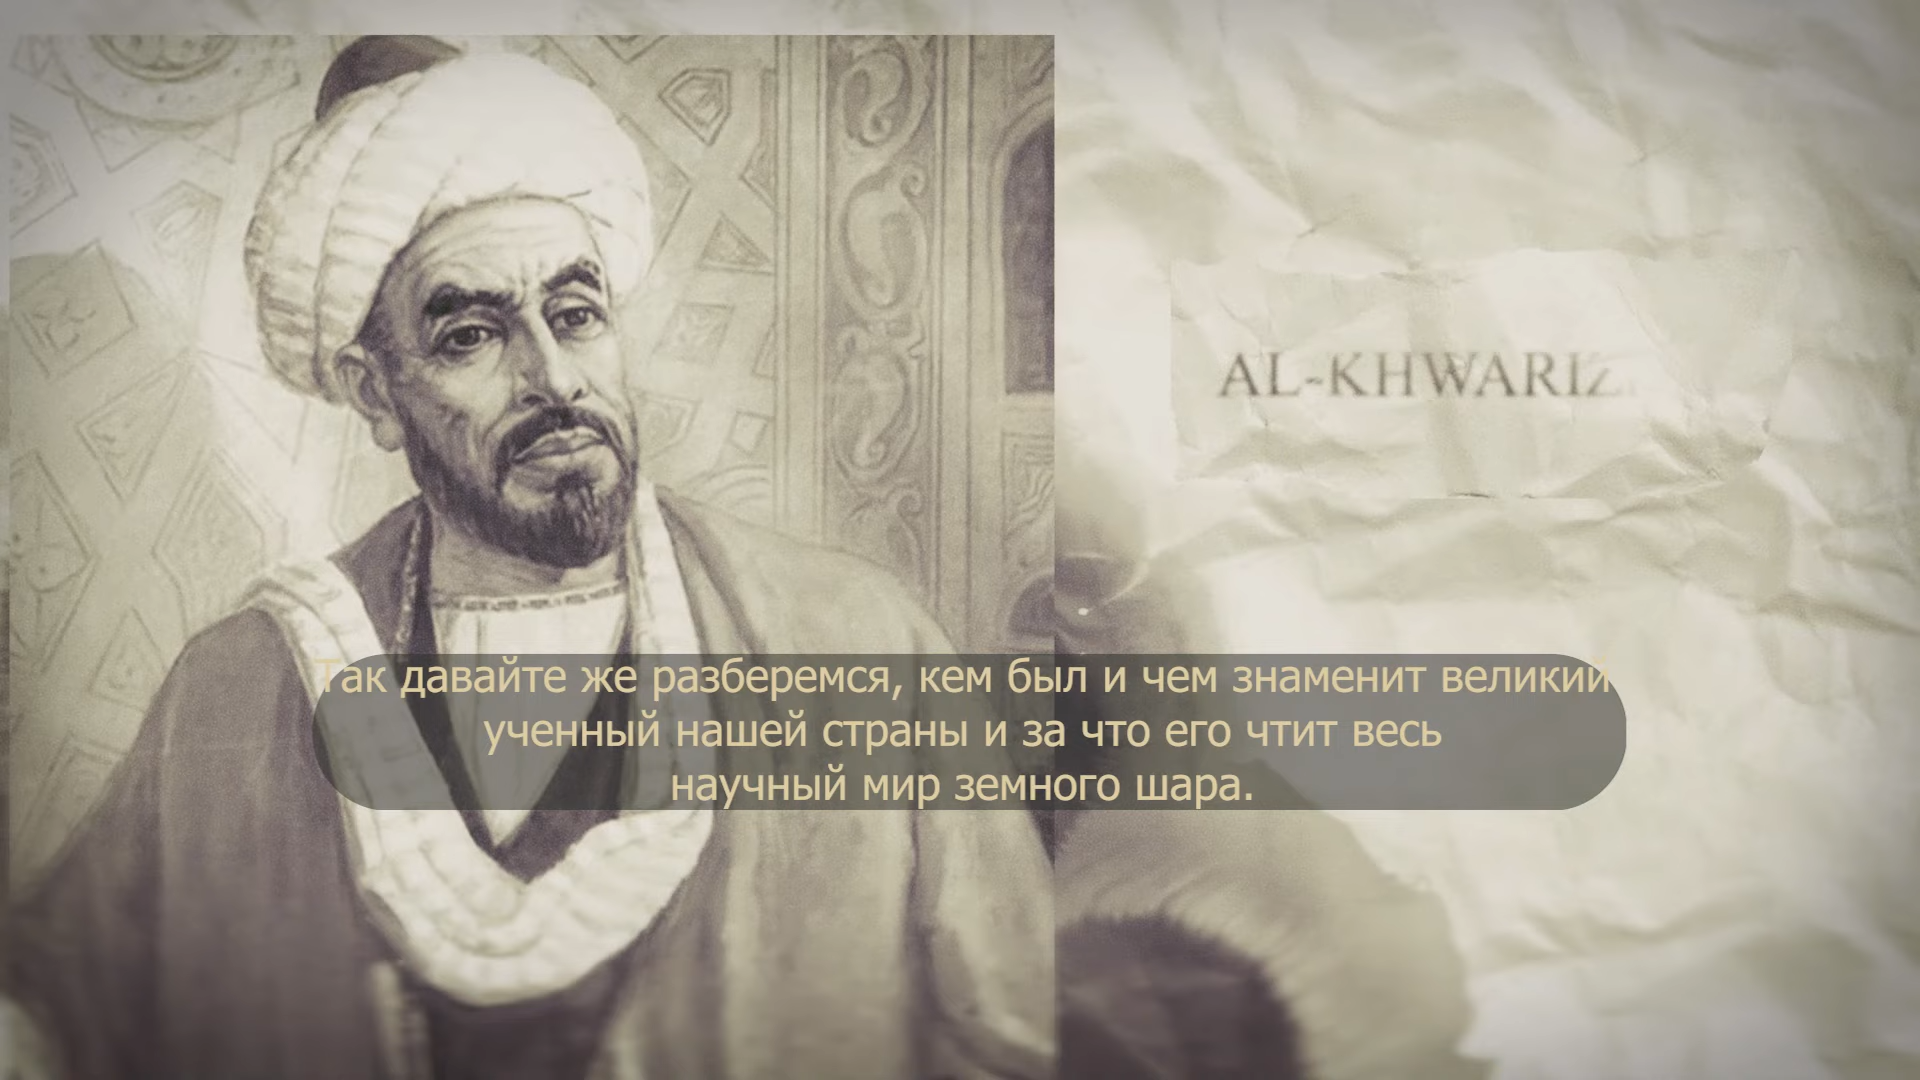 AL-KHWARIZ
Так давайте же разберемся, кем был и чем знаменит великий
ученный нашей страны и за что его чтит весь
научный мир земного шара.